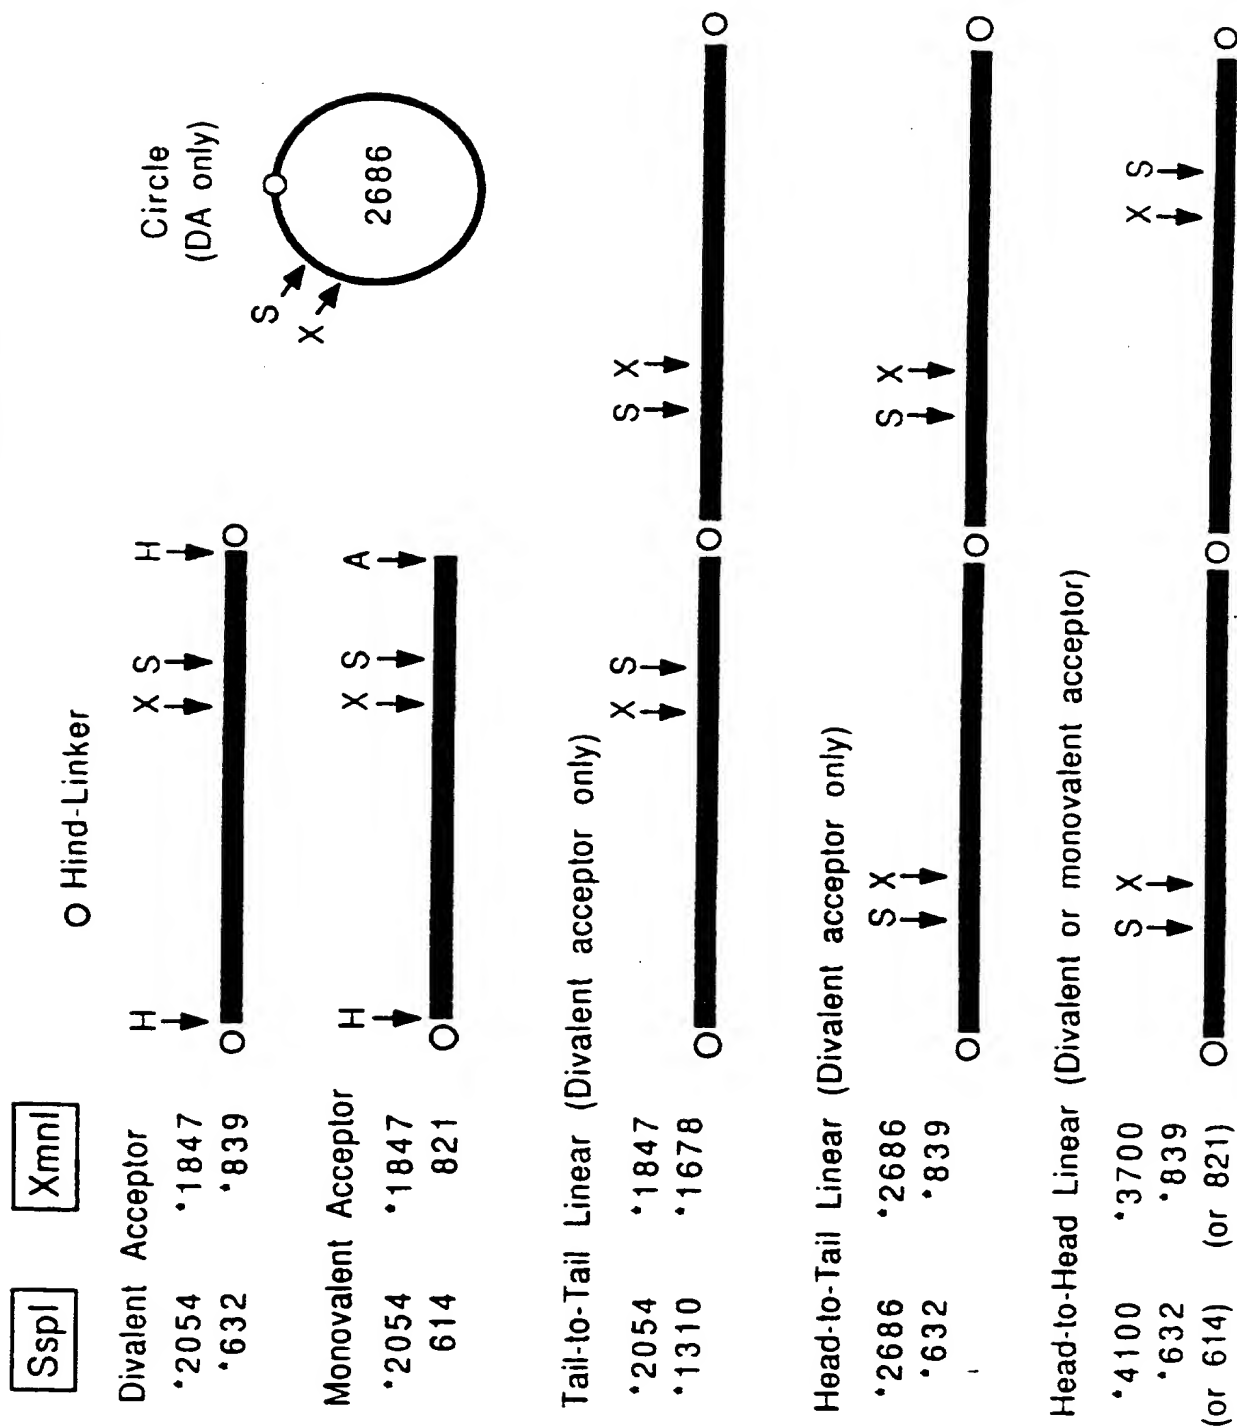 SspI XmnI
O Hind-Linker
Divalent Acceptor
*2054 *1847
*632 *839
H X S H
Circle
(DA only)
S
X
2686
Monovalent Acceptor
*2054 *1847
614 821
H X S A
Tail-to-Tail Linear (Divalent acceptor only)
*2054 *1847
*1310 *1678
X S S X
Head-to-Tail Linear (Divalent acceptor only)
*2686 *2686
*632 *839
S X S X
Head-to-Head Linear (Divalent or monovalent acceptor)
*4100 *3700
*632 *839
(or 614) (or 821)
S X X S